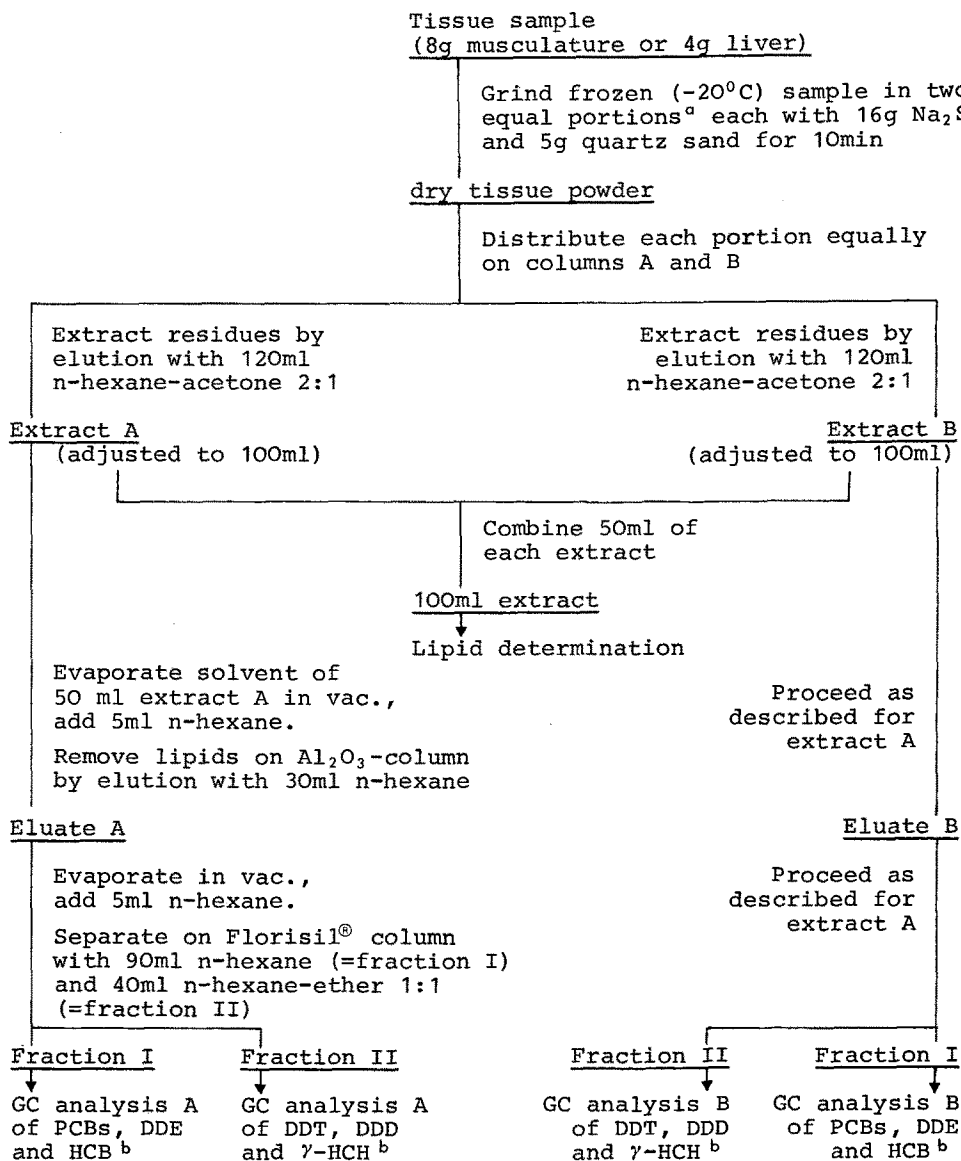 Tissue sample
(8g musculature or 4g liver)
Grind frozen (-20⁰C) sample in two
equal portionsᵃ each with 16g Na₂S
and 5g quartz sand for 10min
dry tissue powder
Distribute each portion equally
on columns A and B
Extract residues by
elution with 120ml
n-hexane-acetone 2:1
Extract residues by
elution with 120ml
n-hexane-acetone 2:1
Extract A
(adjusted to 100ml)
Extract B
(adjusted to 100ml)
Combine 50ml of
each extract
100ml extract
Lipid determination
Evaporate solvent of
50 ml extract A in vac.,
add 5ml n-hexane.
Remove lipids on Al₂O₃-column
by elution with 30ml n-hexane
Proceed as
described for
extract A
Eluate A
Eluate B
Evaporate in vac.,
add 5ml n-hexane.
Separate on Florisil® column
with 90ml n-hexane (=fraction I)
and 40ml n-hexane-ether 1:1
(=fraction II)
Proceed as
described for
extract A
Fraction I
GC analysis A
of PCBs, DDE
and HCB ᵇ
Fraction II
GC analysis A
of DDT, DDD
and γ-HCH ᵇ
Fraction II
GC analysis B
of DDT, DDD
and γ-HCH ᵇ
Fraction I
GC analysis B
of PCBs, DDE
and HCB ᵇ